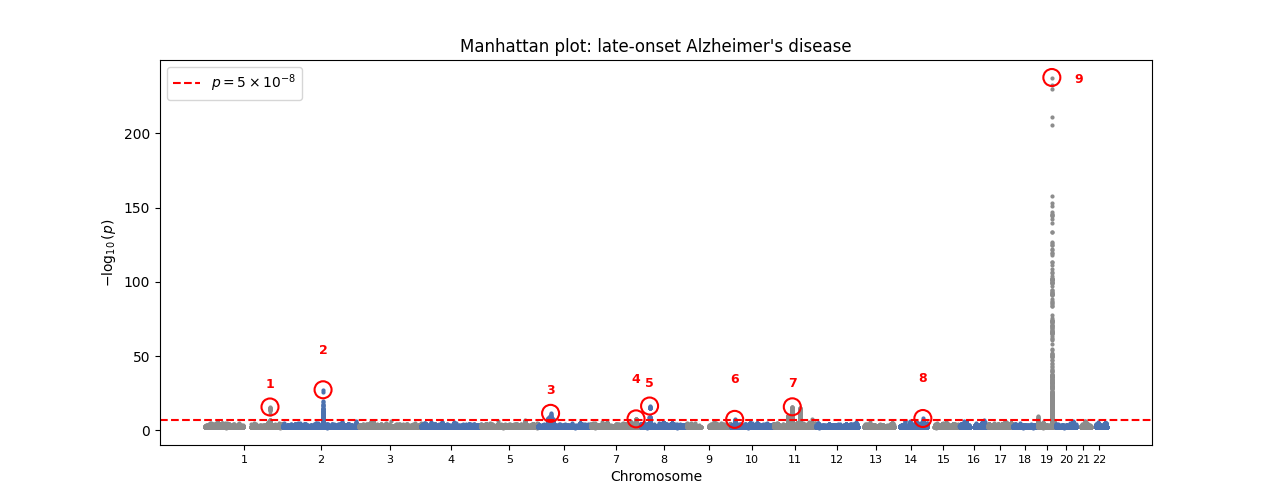 Manhattan plot: late-onset Alzheimer's disease
p = 5 × 10⁻⁸
9
200
150
−log₁₀(p)
100
50
0
1
2
3
4
5
6
7
8
1 2 3 4 5 6 7 8 9 10 11 12 13 14 15 16 17 18 19 20 21 22
Chromosome